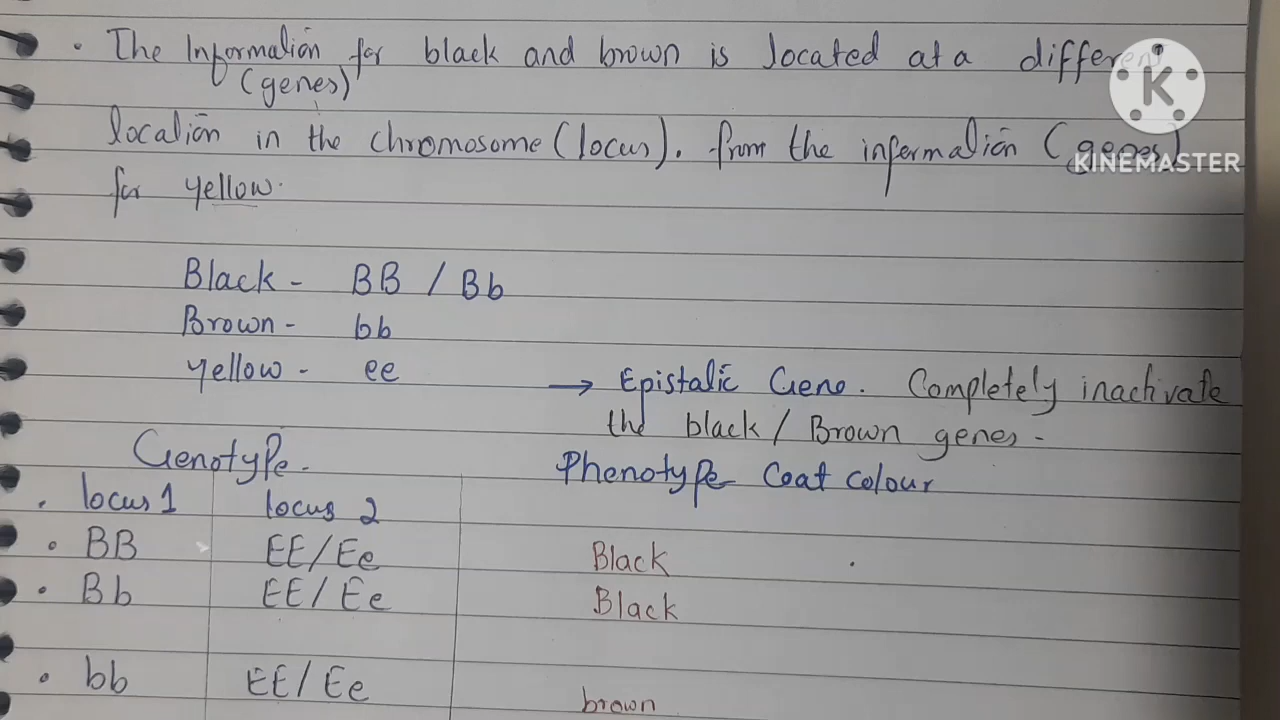 . The Information for black and brown is located at a different
(genes)
location in the chromosome (locus). from the information (genes)
for yellow.
K
KINEMASTER
Black - BB / Bb
Brown - bb
yellow - ee
→ Epistatic Gene. Completely inactivate
the black / Brown genes -
Genotype. Phenotype Coat colour
. locus 1 locus 2
. BB EE/Ee Black
. Bb EE/Ee Black
. bb EE/Ee brown